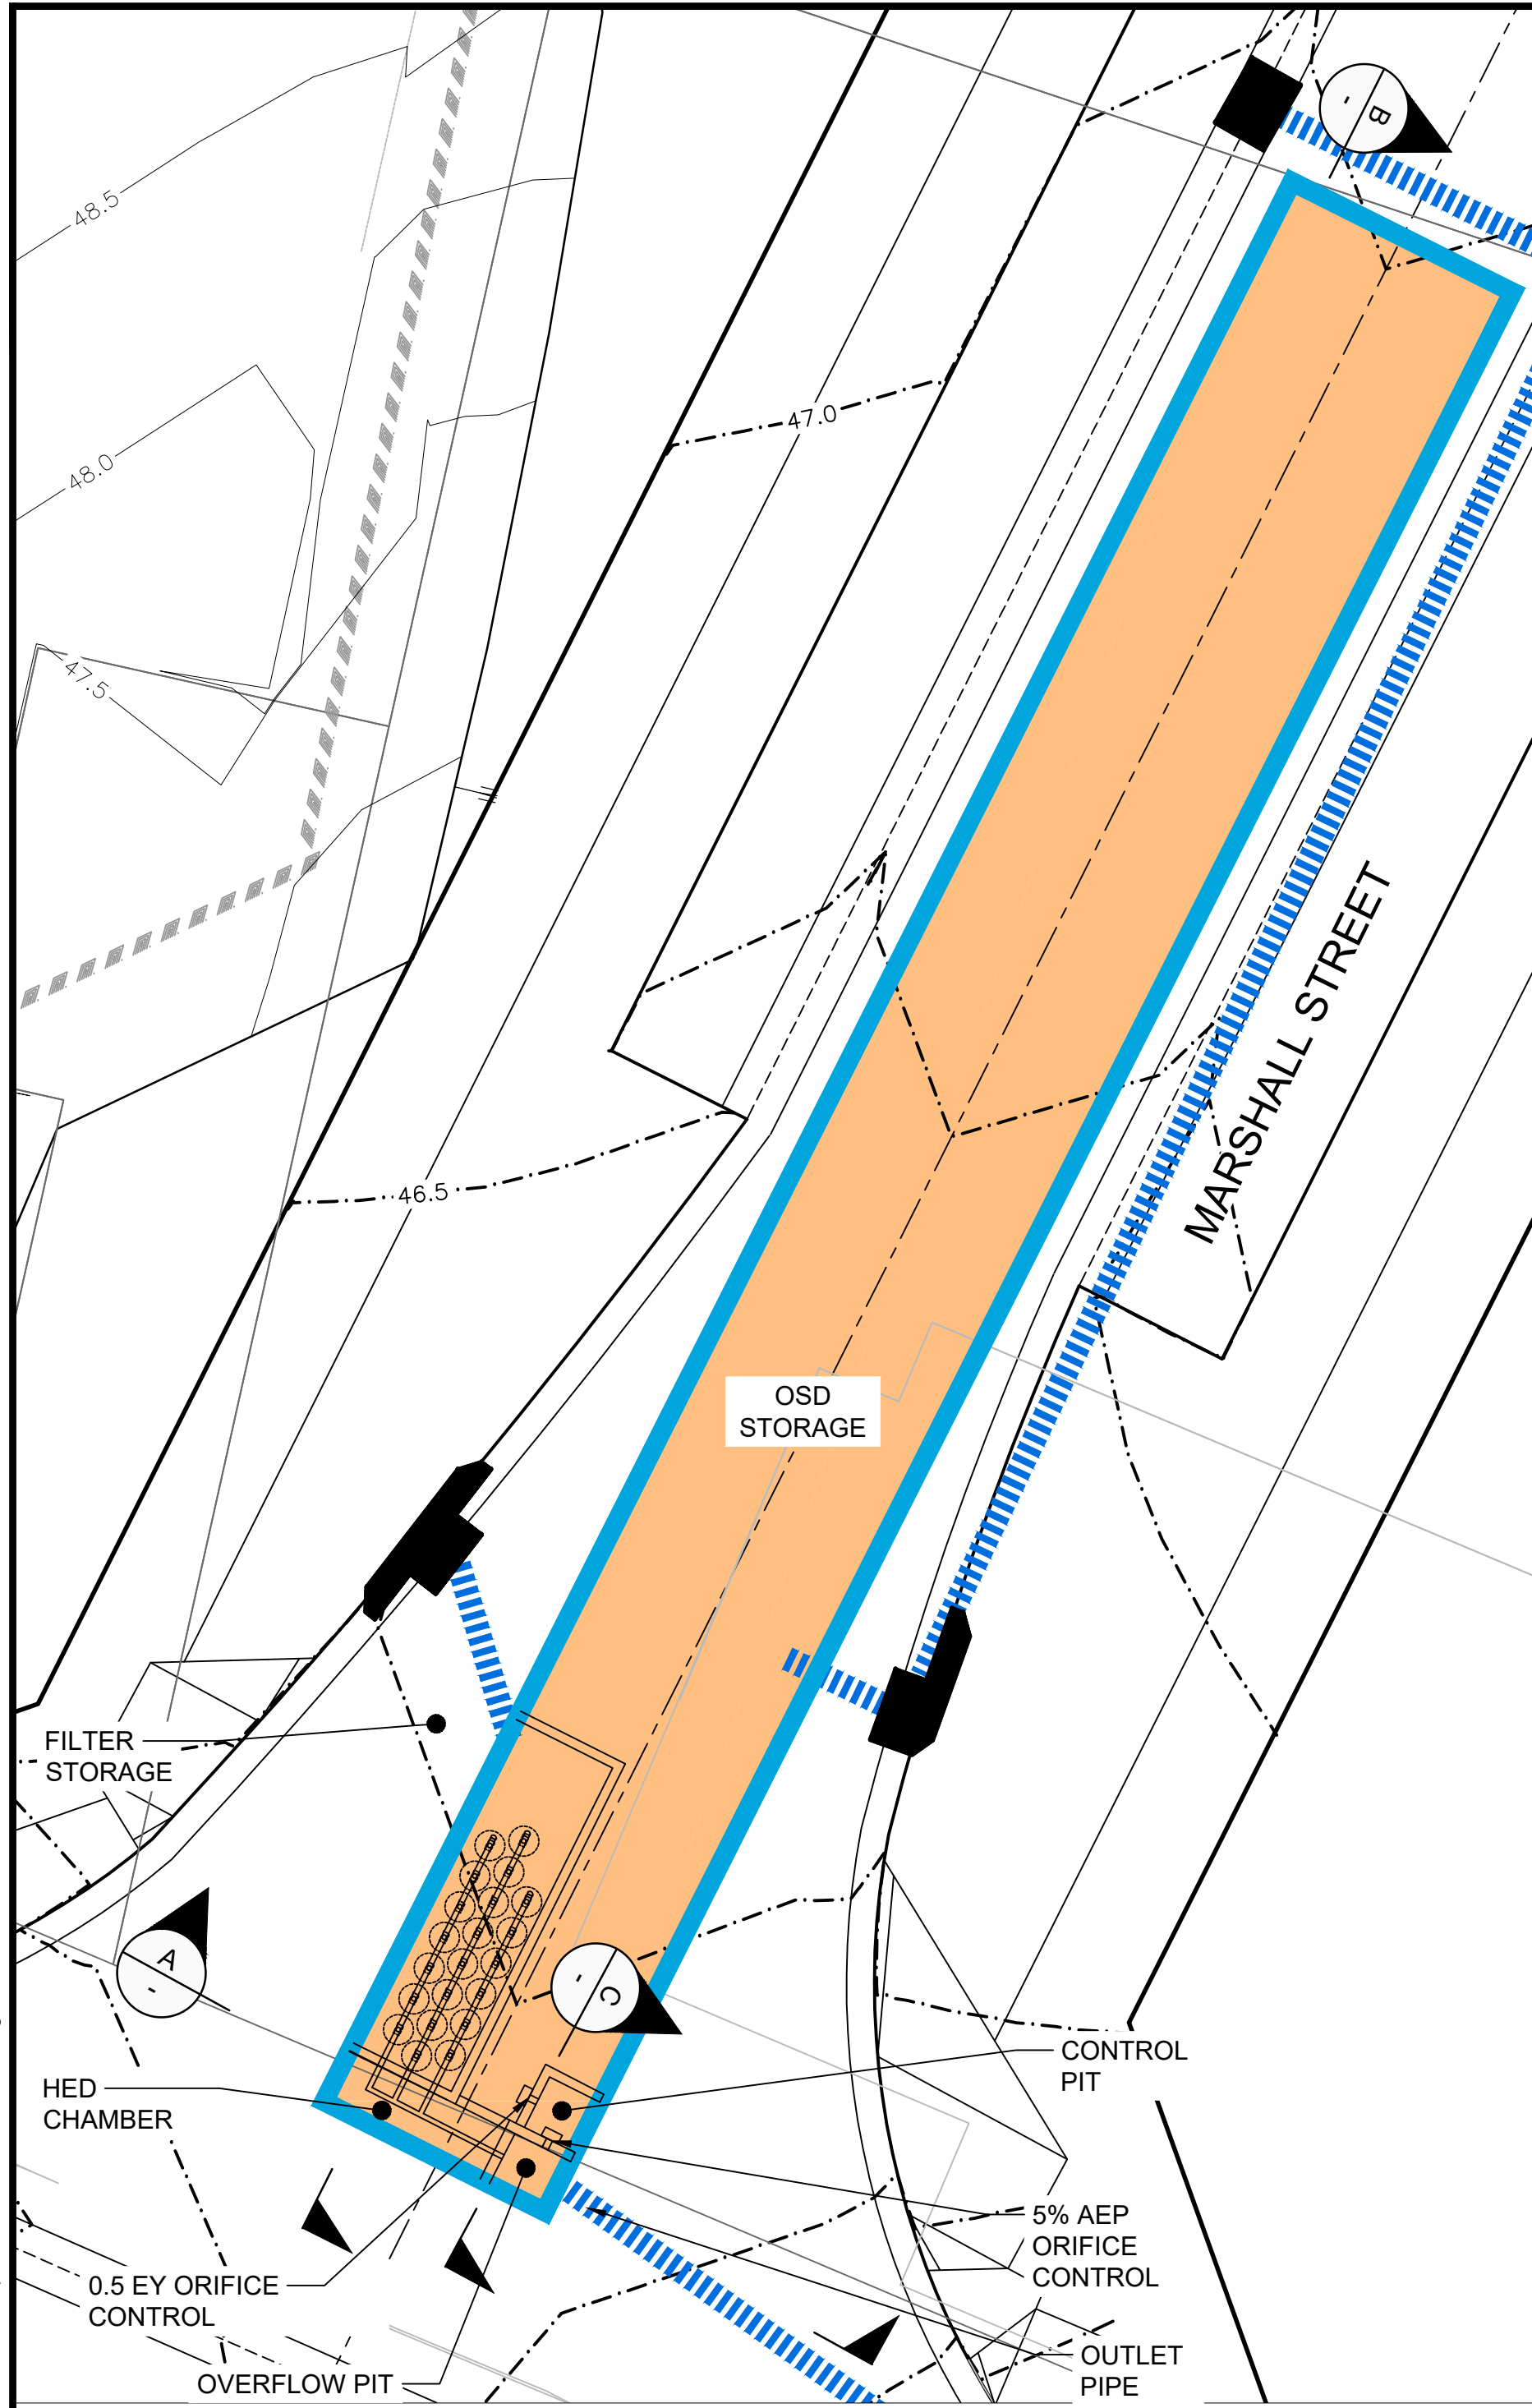 B
-
48.5
47.0
48.0
47.5
MARSHALL STREET
46.5
OSD
STORAGE
FILTER
STORAGE
A
-
C
-
CONTROL
PIT
HED
CHAMBER
5% AEP
ORIFICE
CONTROL
0.5 EY ORIFICE
CONTROL
OUTLET
PIPE
OVERFLOW PIT